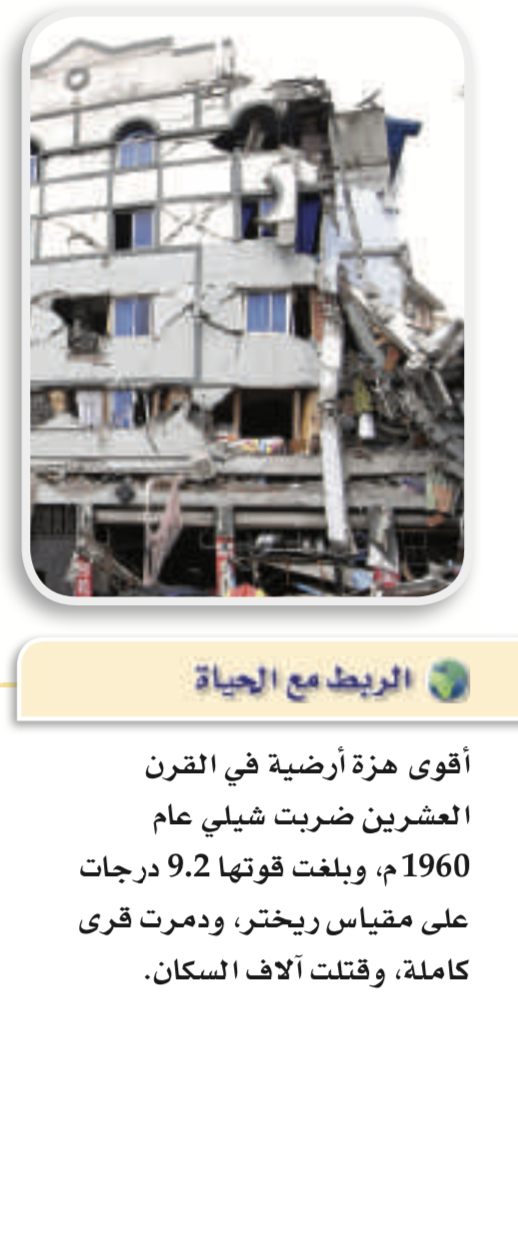 الربط مع الحياة
أقوى هزة أرضية في القرن
العشرين ضربت شيلي عام
1960م، وبلغت قوتها 9.2 درجات
على مقياس ريختر، ودمرت قرى
كاملة، وقتلت آلاف السكان.